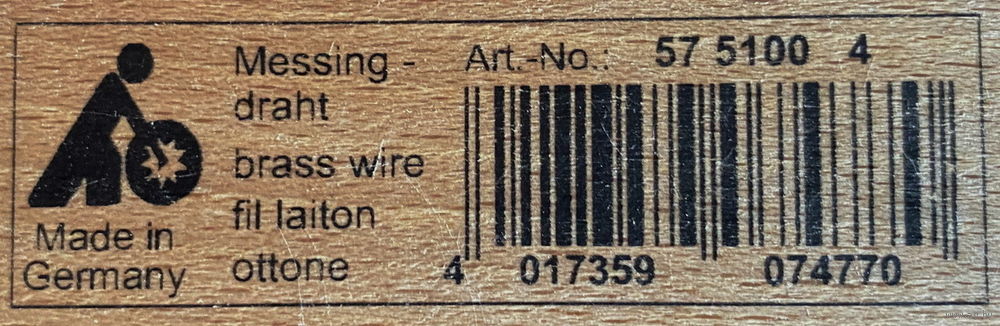 Messing -
draht
brass wire
fil laiton
ottone
Made in
Germany
Art.-No.: 57 5100 4
4 017359 074770